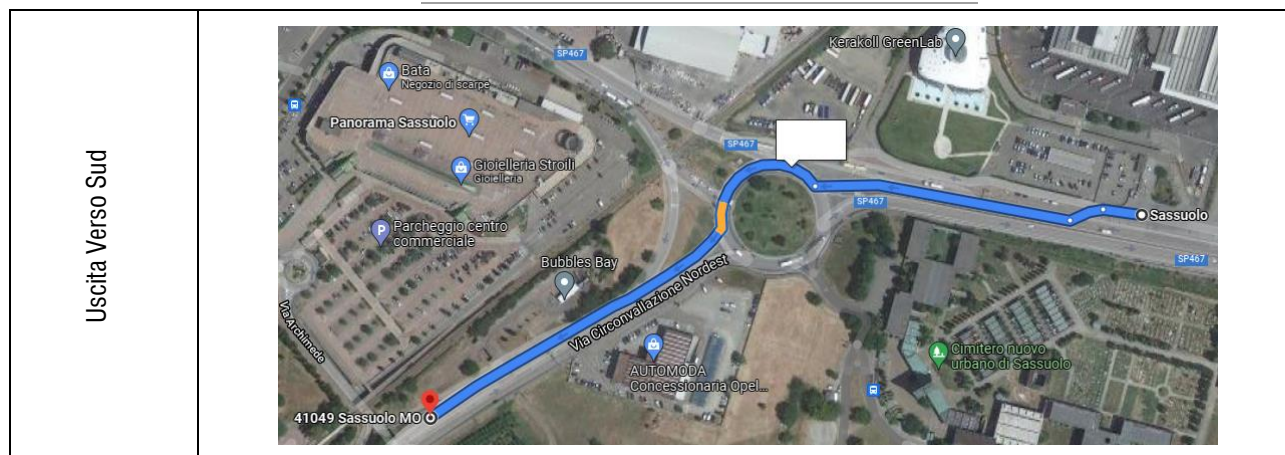 Uscita Verso Sud
SP467
Kerakoll GreenLab
Bata
Negozio di scarpe
Panorama Sassuolo
SP467
Gioielleria Stroili
Gioielleria
SP467
Sassuolo
Parcheggio centro
commerciale
SP467
Bubbles Bay
Via Circonvallazione Nordest
Via Archimede
Cimitero nuovo
urbano di Sassuolo
AUTOMODA
Concessionaria Opel...
41049 Sassuolo MO